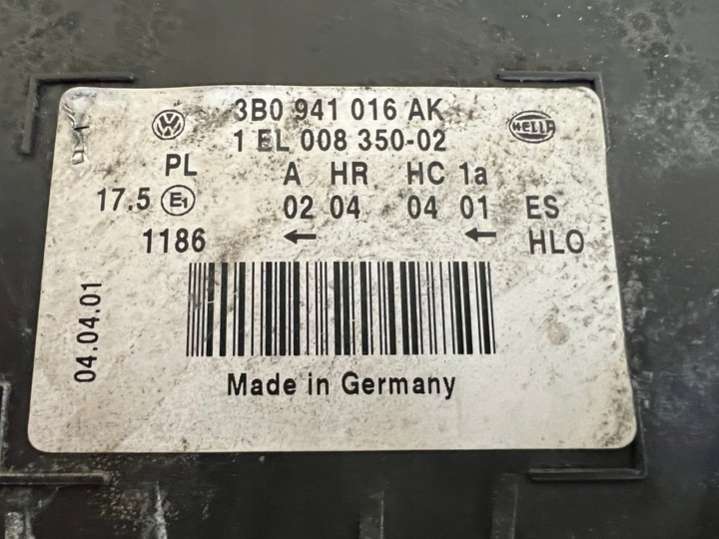 3B0 941 016 AK
1 EL 008 350-02
HELLA
PL A HR HC 1a
17.5 E1 02 04 04 01 ES
1186 ← ← HLO
04.04.01
Made in Germany